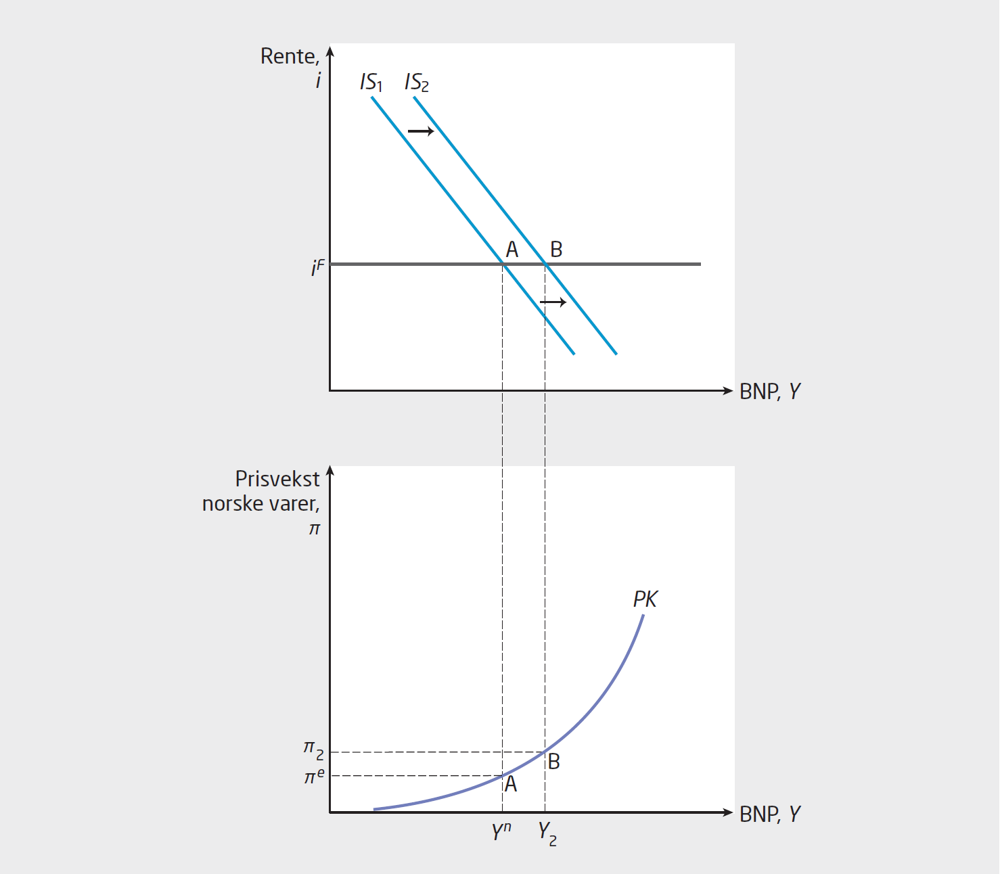 Rente,
i
IS1 IS2
A B
iF
BNP, Y
Prisvekst
norske varer,
π
PK
π2
B
πe
A
BNP, Y
Yn Y2